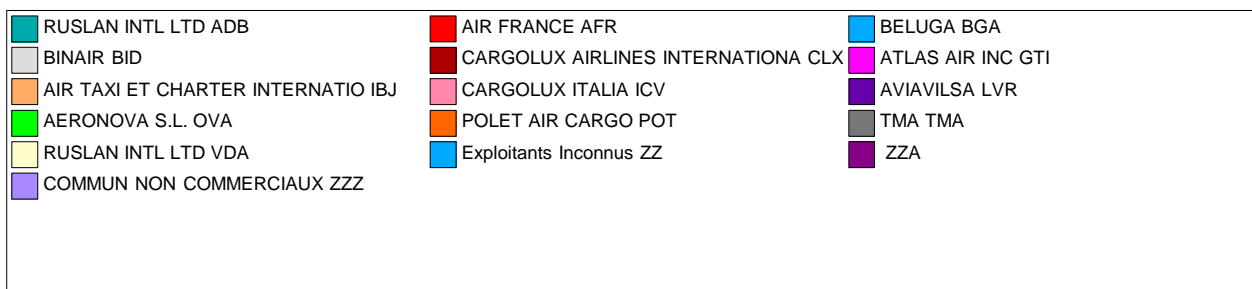 RUSLAN INTL LTD ADB
AIR FRANCE AFR
BELUGA BGA
BINAIR BID
CARGOLUX AIRLINES INTERNATIONA CLX
ATLAS AIR INC GTI
AIR TAXI ET CHARTER INTERNATIO IBJ
CARGOLUX ITALIA ICV
AVIAVILSA LVR
AERONOVA S.L. OVA
POLET AIR CARGO POT
TMA TMA
RUSLAN INTL LTD VDA
Exploitants Inconnus ZZ
ZZA
COMMUN NON COMMERCIAUX ZZZ